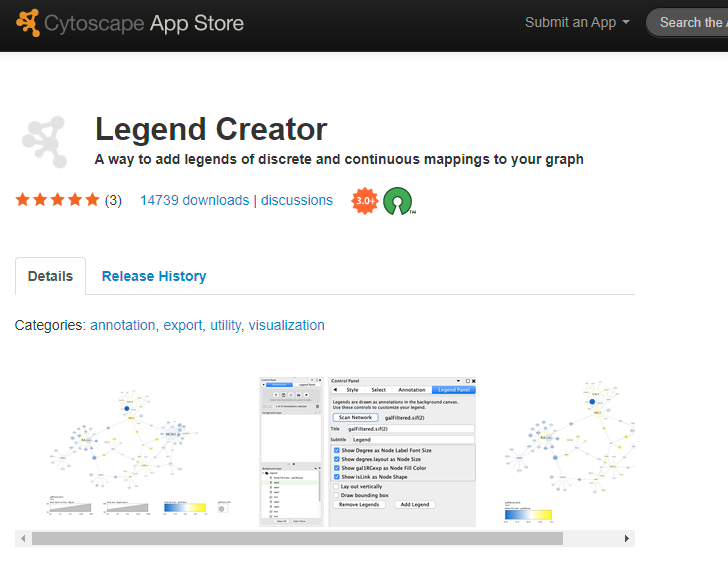 Cytoscape App Store
Submit an App
Search the A
Legend Creator
A way to add legends of discrete and continuous mappings to your graph
(3) 14739 downloads | discussions 3.0+ ™
Details Release History
Categories: annotation, export, utility, visualization
Control Panel
Style Select Annotation Legend Panel
Legends are drawn as annotations in the background canvas.
Use these controls to customize your legend.
Scan Network galFiltered.sif(2)
Title galFiltered.sif(2)
Subtitle Legend
Show Degree as Node Label Font Size
Show degree.layout as Node Size
Show gal1RGexp as Node Fill Color
Show isLink as Node Shape
Lay out vertically
Draw bounding box
Remove Legends Add Legend